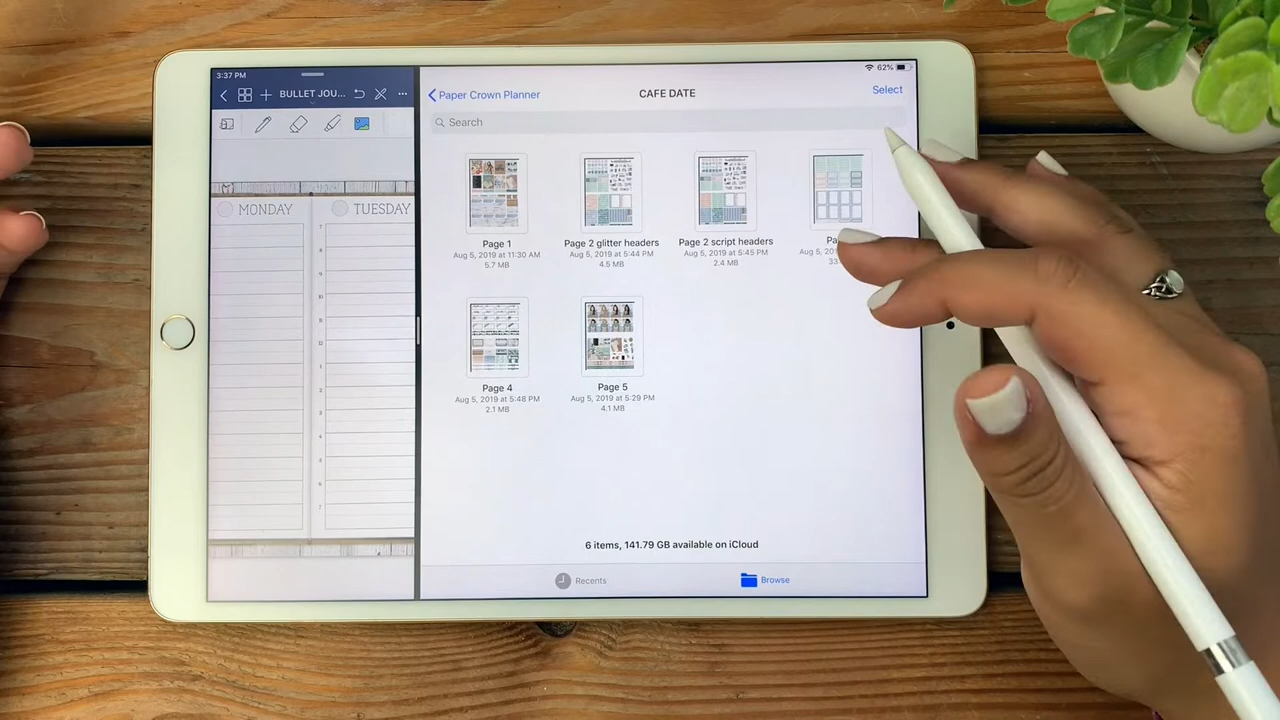 3:37 PM
62%
BULLET JOU...
Paper Crown Planner
CAFE DATE
Select
Search
MONDAY
TUESDAY
Page 1
Aug 5, 2019 at 11:30 AM
5.7 MB
Page 2 glitter headers
Aug 5, 2019 at 5:44 PM
4.5 MB
Page 2 script headers
Aug 5, 2019 at 5:45 PM
2.4 MB
Page 4
Aug 5, 2019 at 5:48 PM
2.1 MB
Page 5
Aug 5, 2019 at 5:29 PM
4.1 MB
6 items, 141.79 GB available on iCloud
Recents
Browse